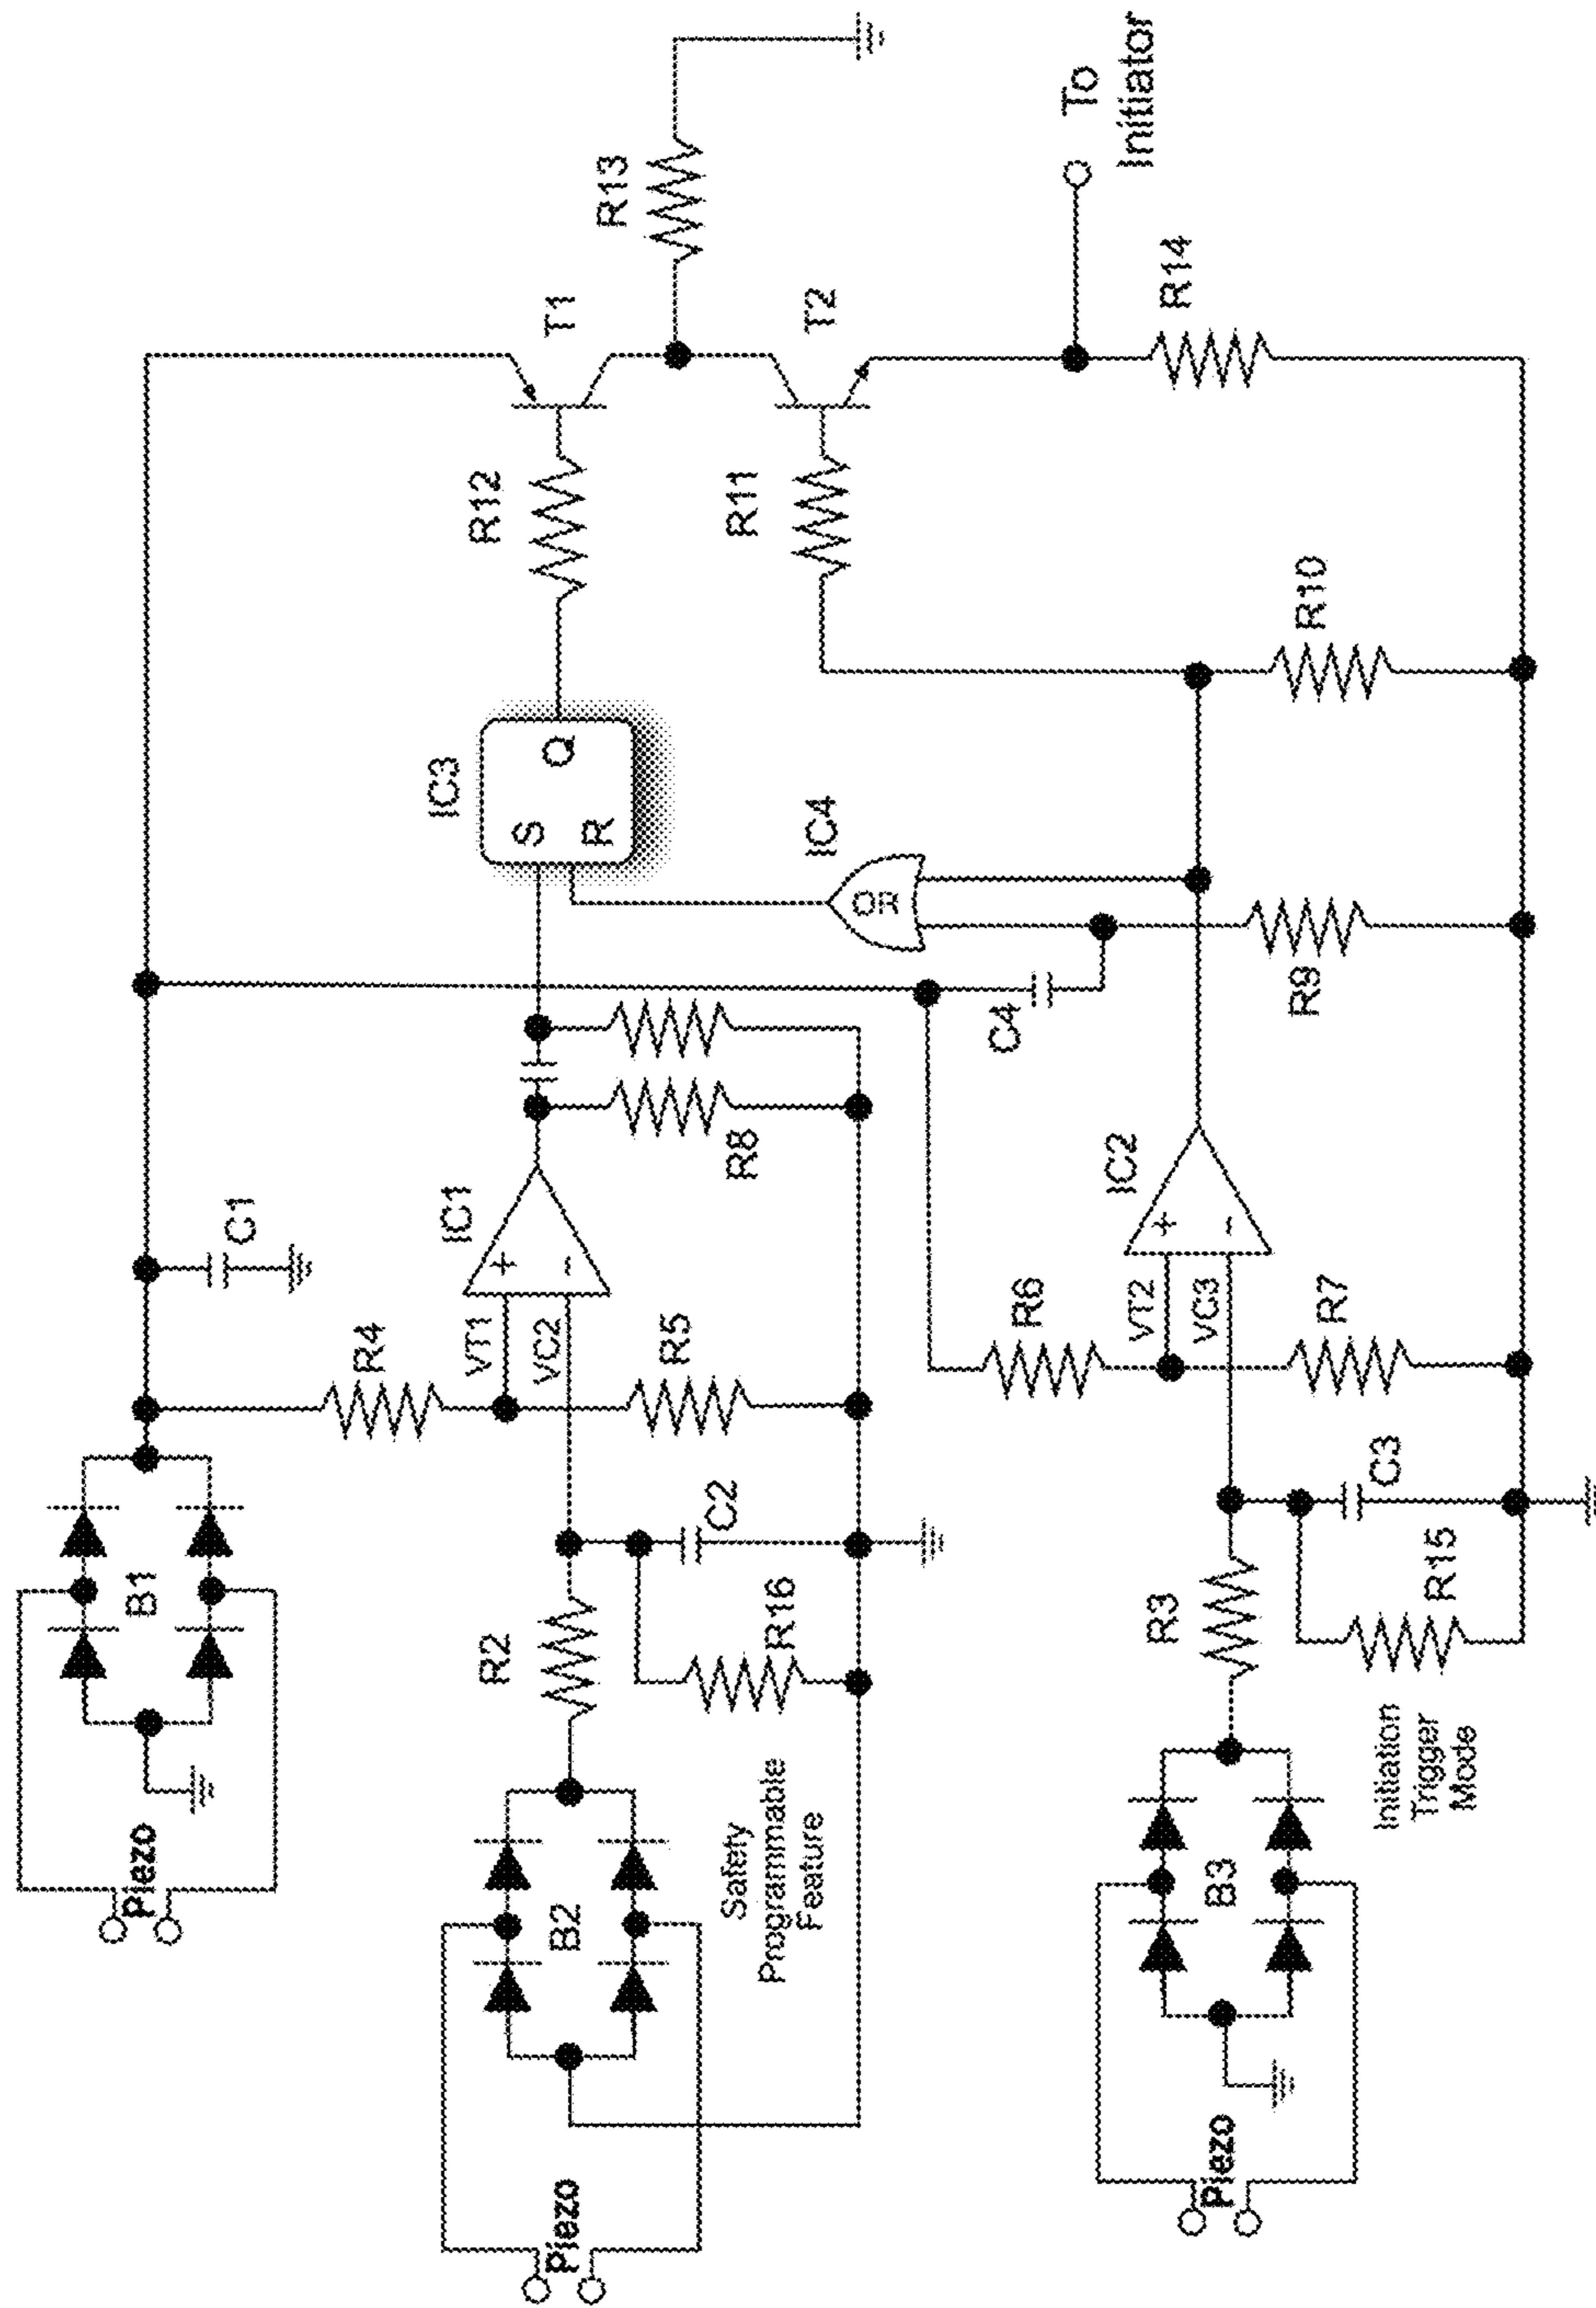 Piezo
B1
C1
R4
VT1
VC2
IC1
+
-
R5
R2
C2
R16
R8
B2
Piezo
Safety
Programmable
Feature
IC3
S
R
Q
R12
T1
R13
R11
T2
IC4
OR
C4
R9
R6
VT2
VC3
IC2
+
-
R7
R3
C3
R15
B3
Piezo
Initiation
Trigger
Mode
R10
R14
To
Initiator